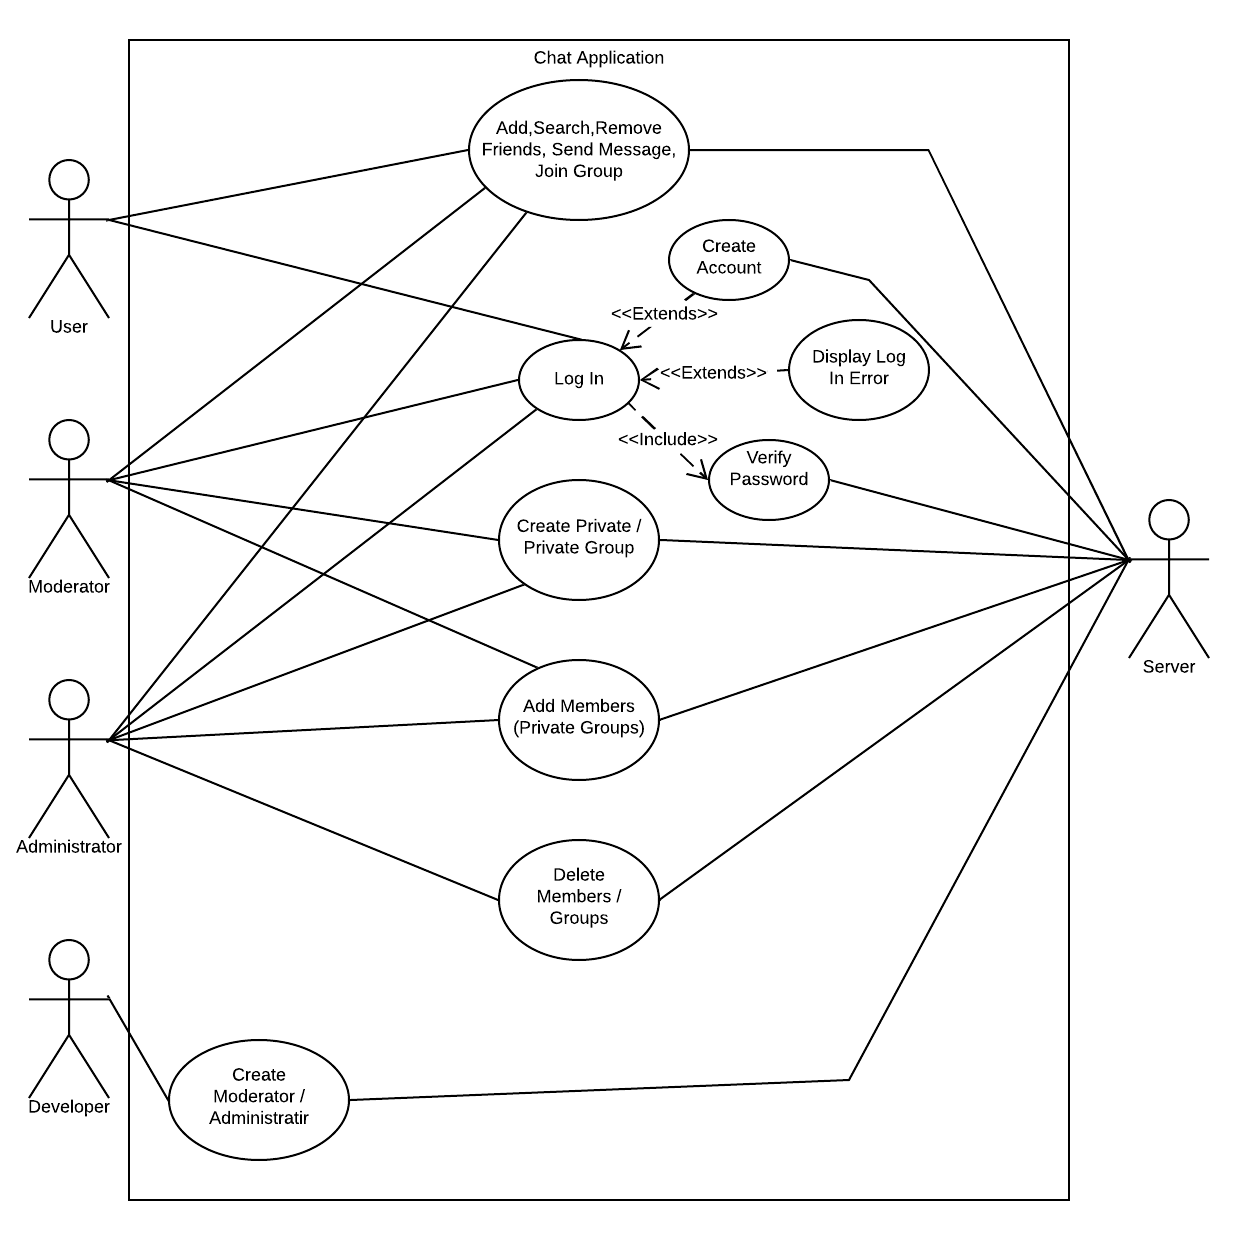 Chat Application
Add,Search,Remove
Friends, Send Message,
Join Group
User
Create
Account
<<Extends>>
Display Log
In Error
<<Extends>>
Log In
<<Include>>
Verify
Password
Moderator
Create Private /
Private Group
Server
Add Members
(Private Groups)
Administrator
Delete
Members /
Groups
Developer
Create
Moderator /
Administratir